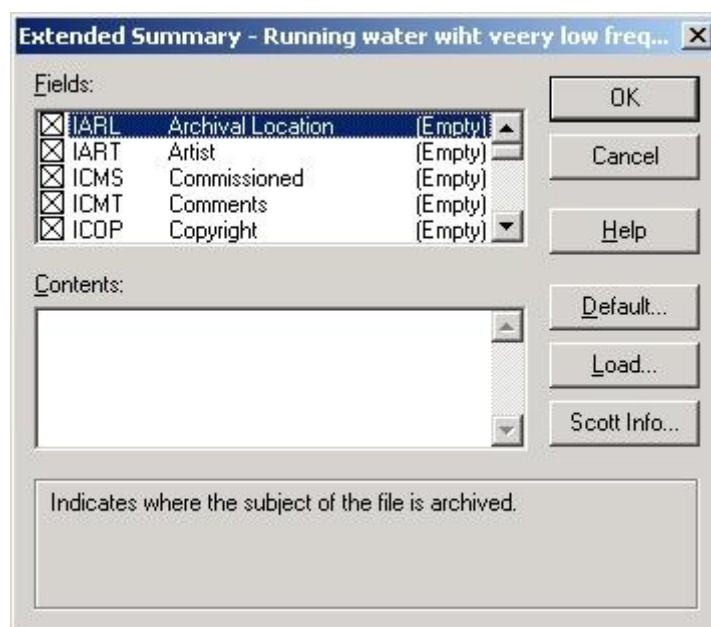 Extended Summary - Running water wiht veery low freq...
Fields:
IARL Archival Location (Empty)
IART Artist (Empty)
ICMS Commissioned (Empty)
ICMT Comments (Empty)
ICOP Copyright (Empty)
OK
Cancel
Help
Contents:
Default...
Load...
Scott Info...
Indicates where the subject of the file is archived.